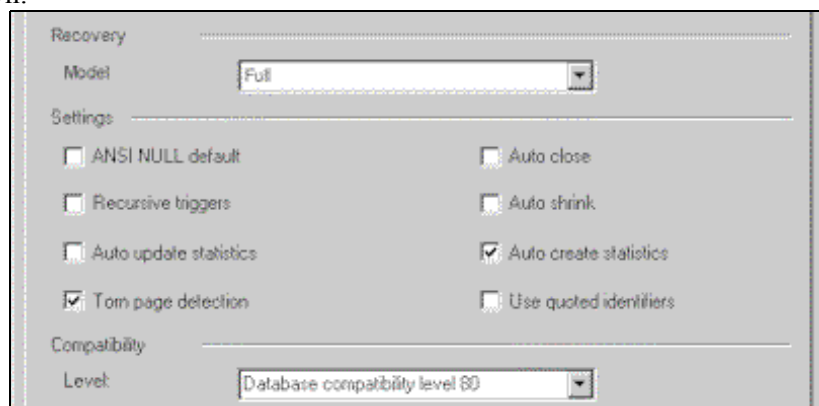 n.
Recovery
Model Full
Settings
ANSI NULL default Auto close
Recursive triggers Auto shrink
Auto update statistics Auto create statistics
Torn page detection Use quoted identifiers
Compatibility
Level: Database compatibility level 80